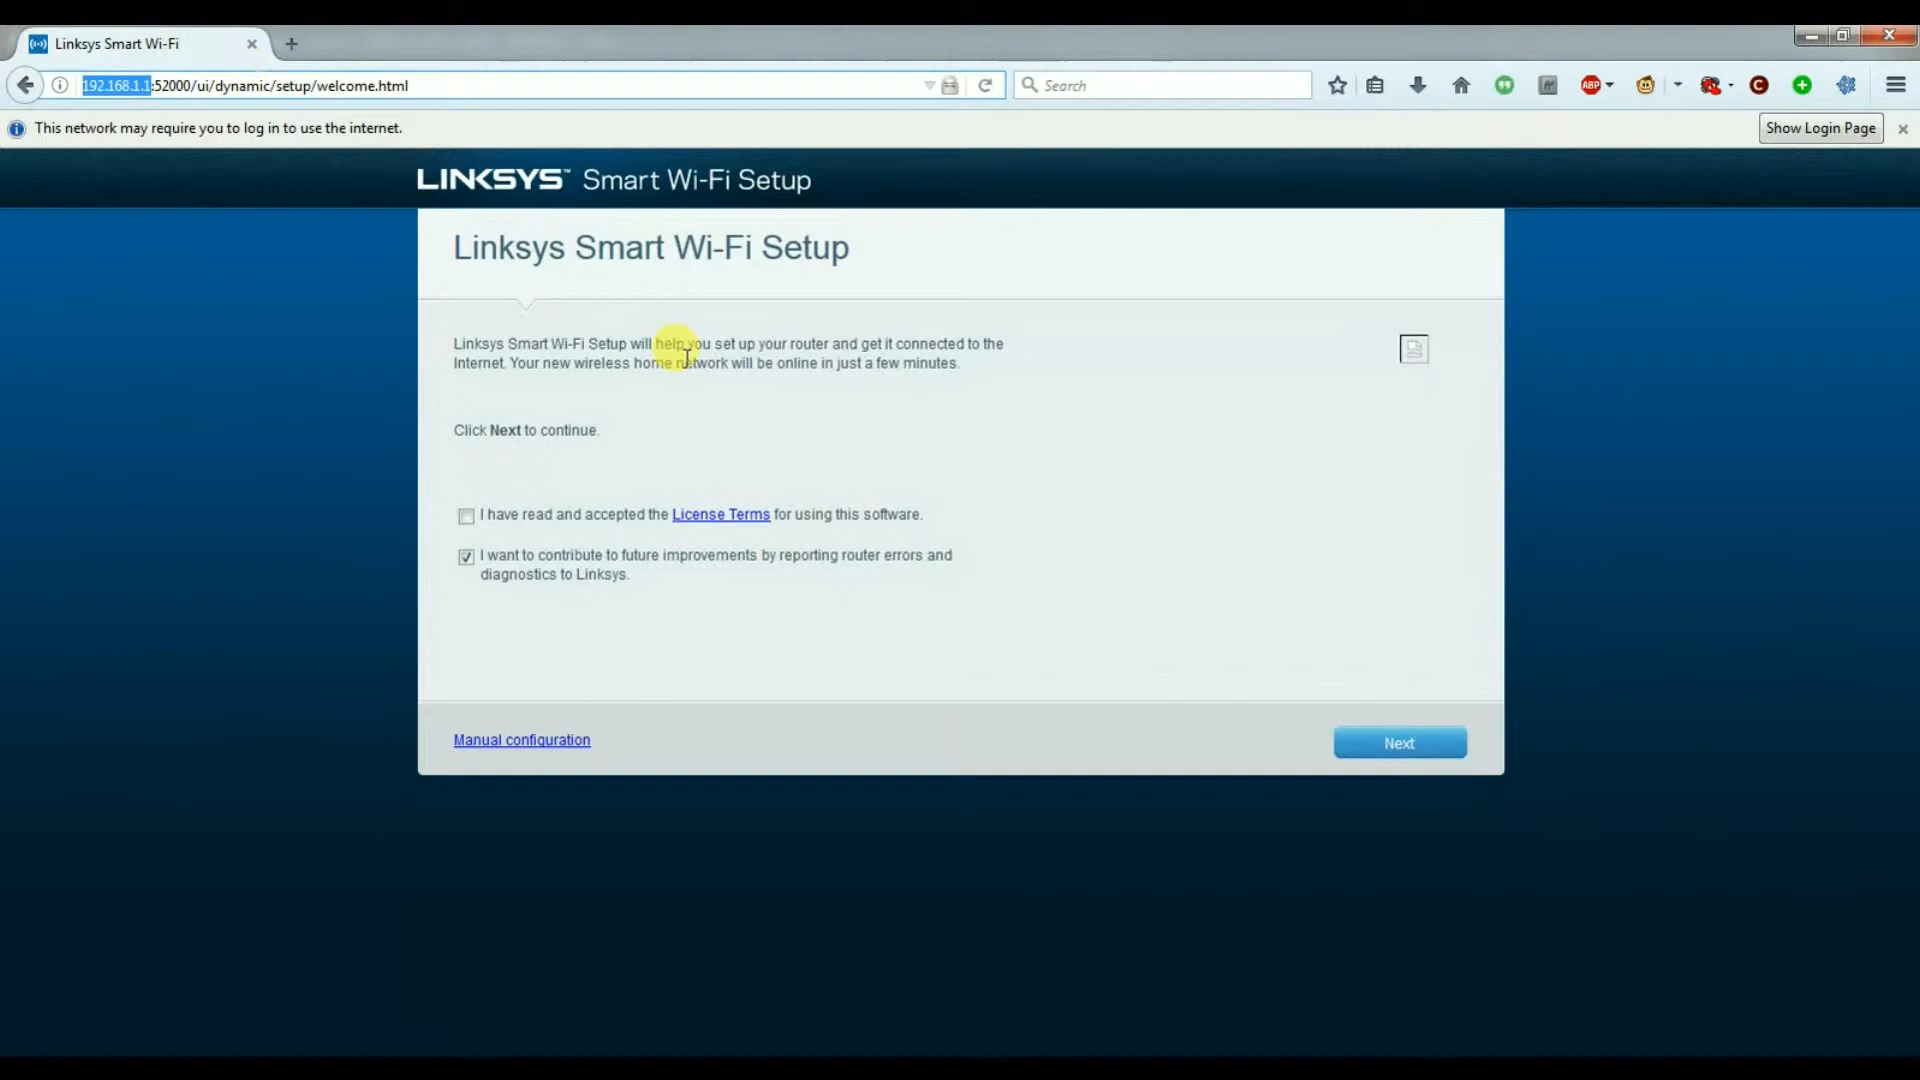 Linksys Smart Wi-Fi
192.168.1.1:52000/ui/dynamic/setup/welcome.html
Search
ABP
C
This network may require you to log in to use the internet.
Show Login Page
LINKSYS™ Smart Wi-Fi Setup
Linksys Smart Wi-Fi Setup
Linksys Smart Wi-Fi Setup will help you set up your router and get it connected to the
Internet. Your new wireless home network will be online in just a few minutes.
Click Next to continue.
I have read and accepted the License Terms for using this software.
I want to contribute to future improvements by reporting router errors and
diagnostics to Linksys.
Manual configuration
Next